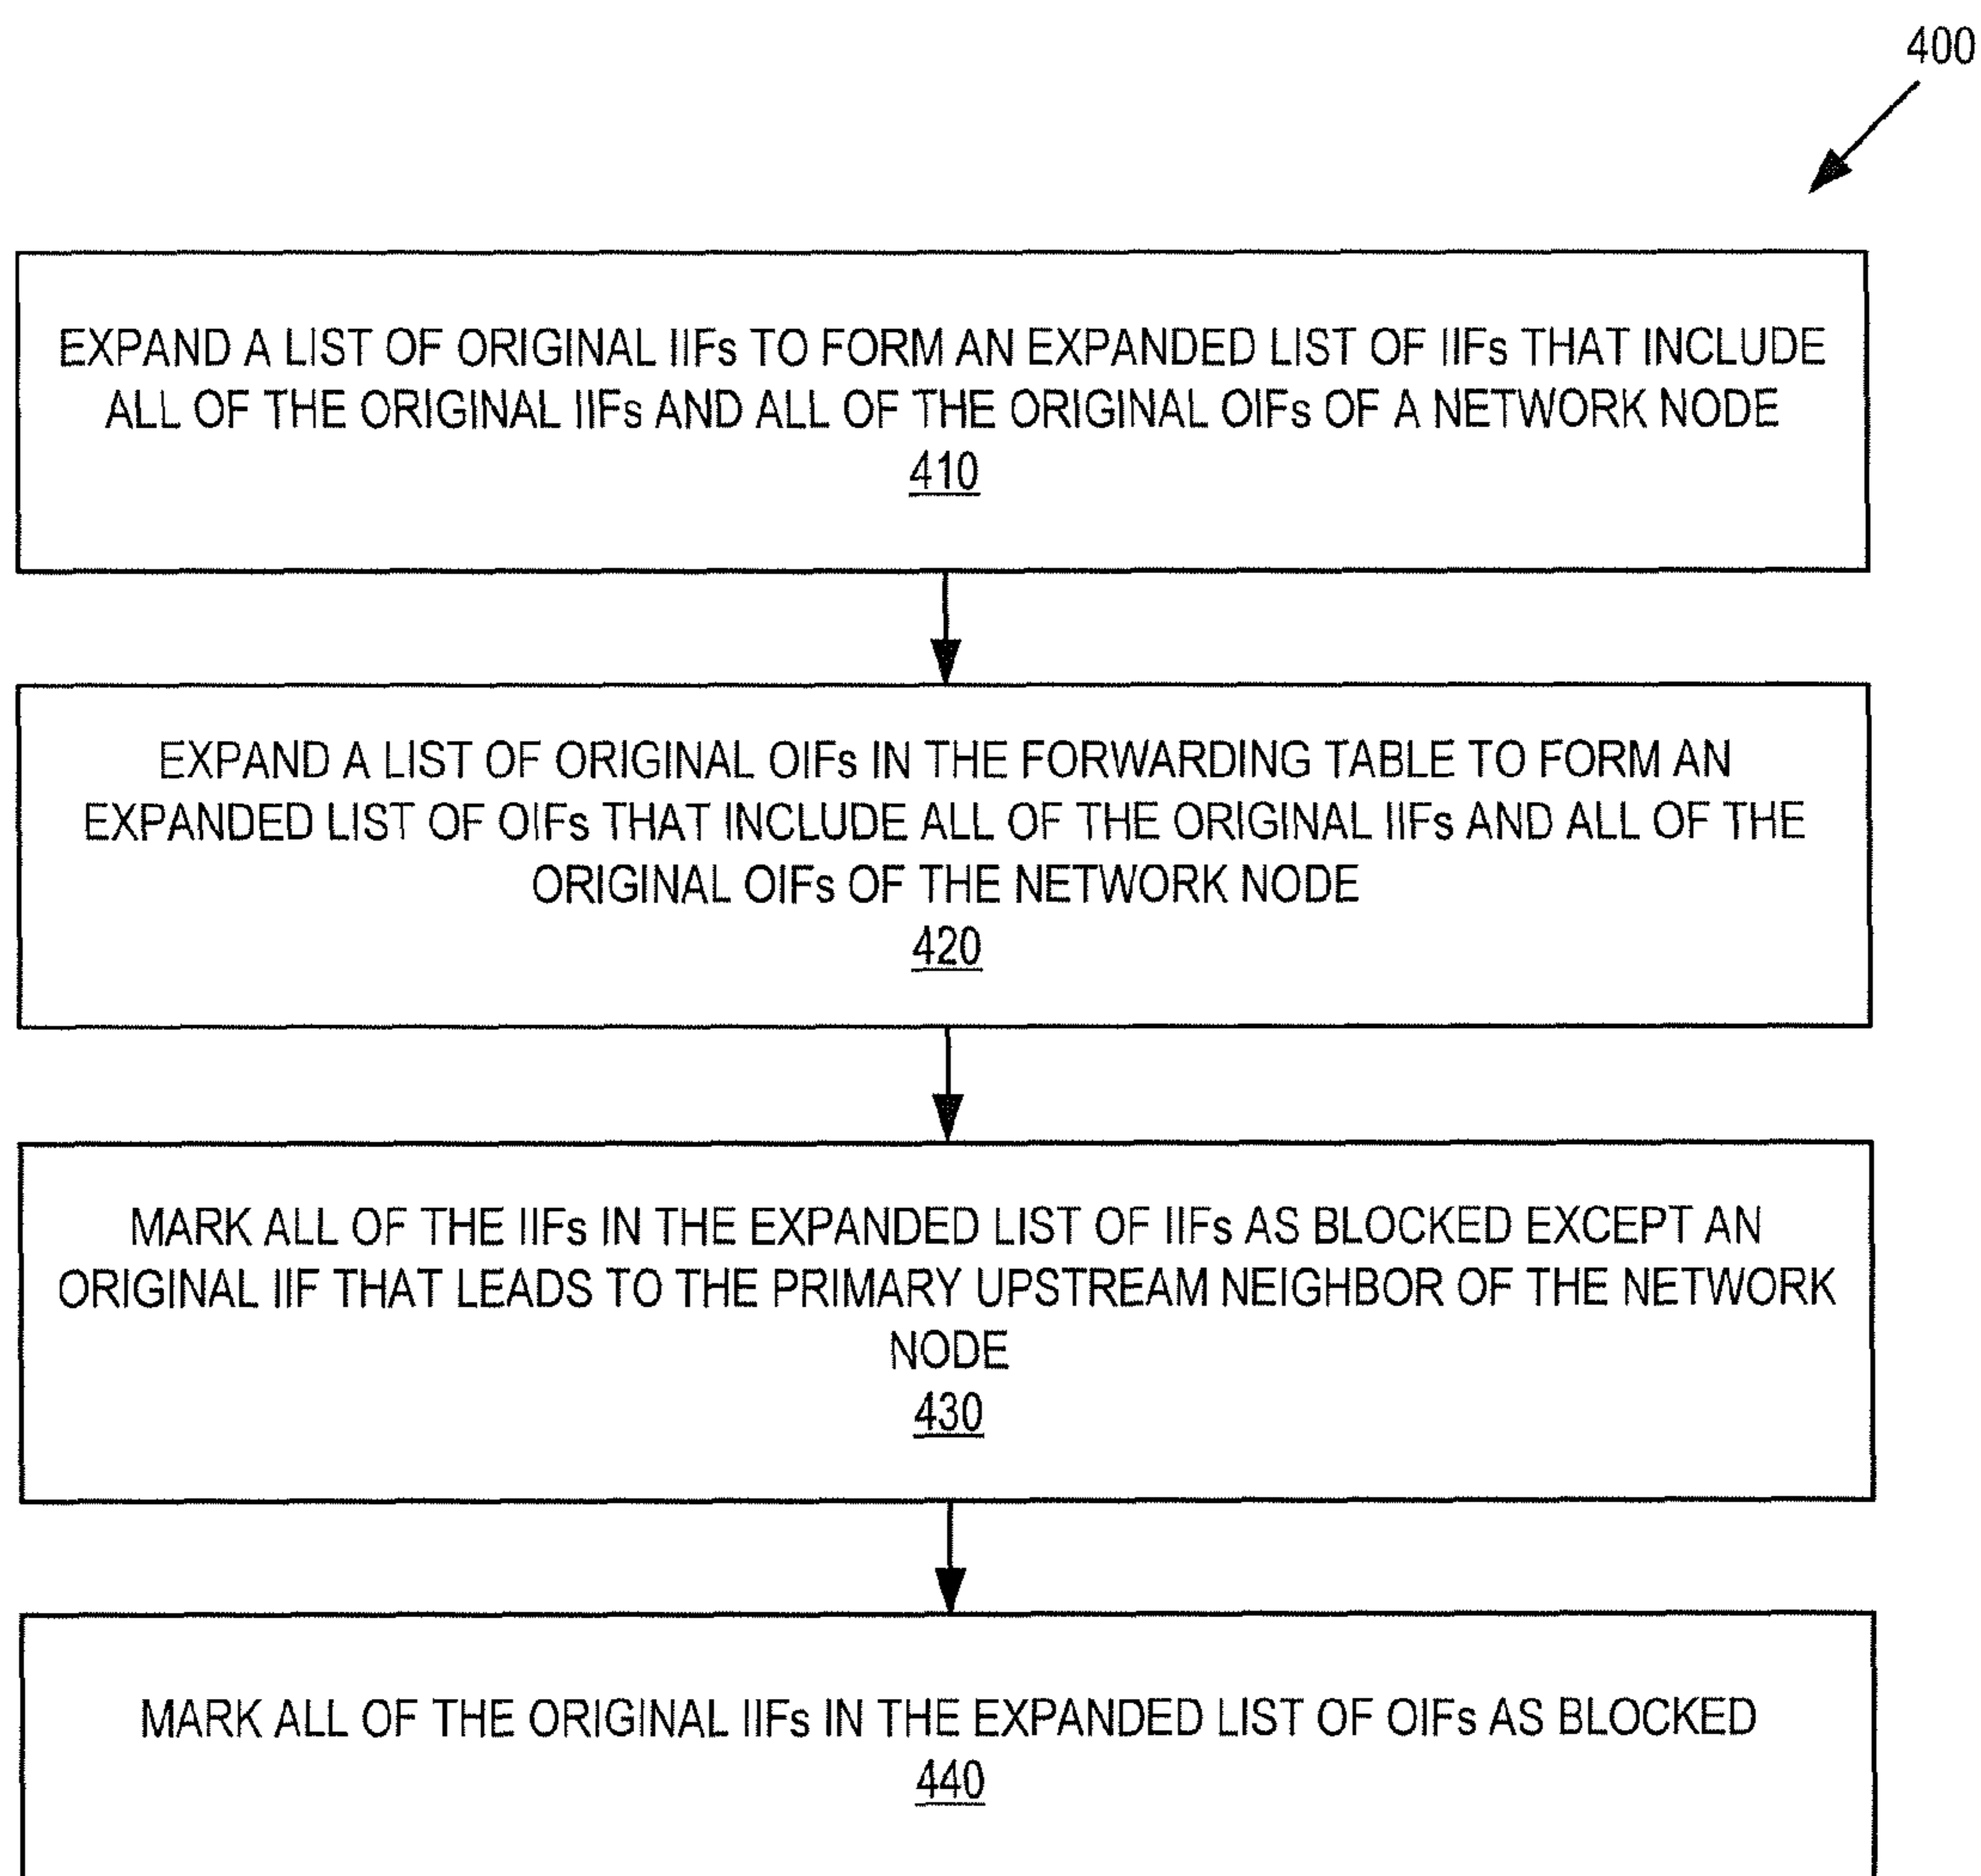 400
EXPAND A LIST OF ORIGINAL IIFs TO FORM AN EXPANDED LIST OF IIFs THAT INCLUDE
ALL OF THE ORIGINAL IIFs AND ALL OF THE ORIGINAL OIFs OF A NETWORK NODE
410
EXPAND A LIST OF ORIGINAL OIFs IN THE FORWARDING TABLE TO FORM AN
EXPANDED LIST OF OIFs THAT INCLUDE ALL OF THE ORIGINAL IIFs AND ALL OF THE
ORIGINAL OIFs OF THE NETWORK NODE
420
MARK ALL OF THE IIFs IN THE EXPANDED LIST OF IIFs AS BLOCKED EXCEPT AN
ORIGINAL IIF THAT LEADS TO THE PRIMARY UPSTREAM NEIGHBOR OF THE NETWORK
NODE
430
MARK ALL OF THE ORIGINAL IIFs IN THE EXPANDED LIST OF OIFs AS BLOCKED
440